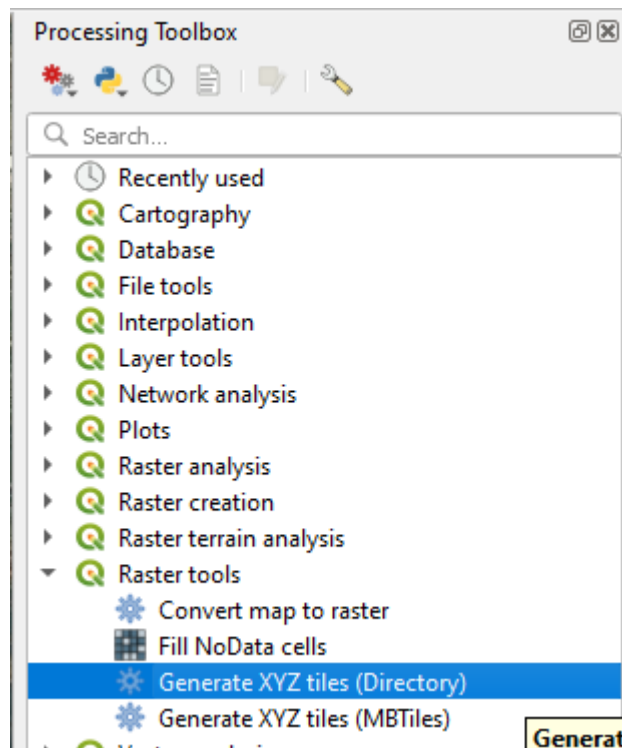 Processing Toolbox
Search...
Recently used
Cartography
Database
File tools
Interpolation
Layer tools
Network analysis
Plots
Raster analysis
Raster creation
Raster terrain analysis
Raster tools
Convert map to raster
Fill NoData cells
Generate XYZ tiles (Directory)
Generate XYZ tiles (MBTiles)
Generat